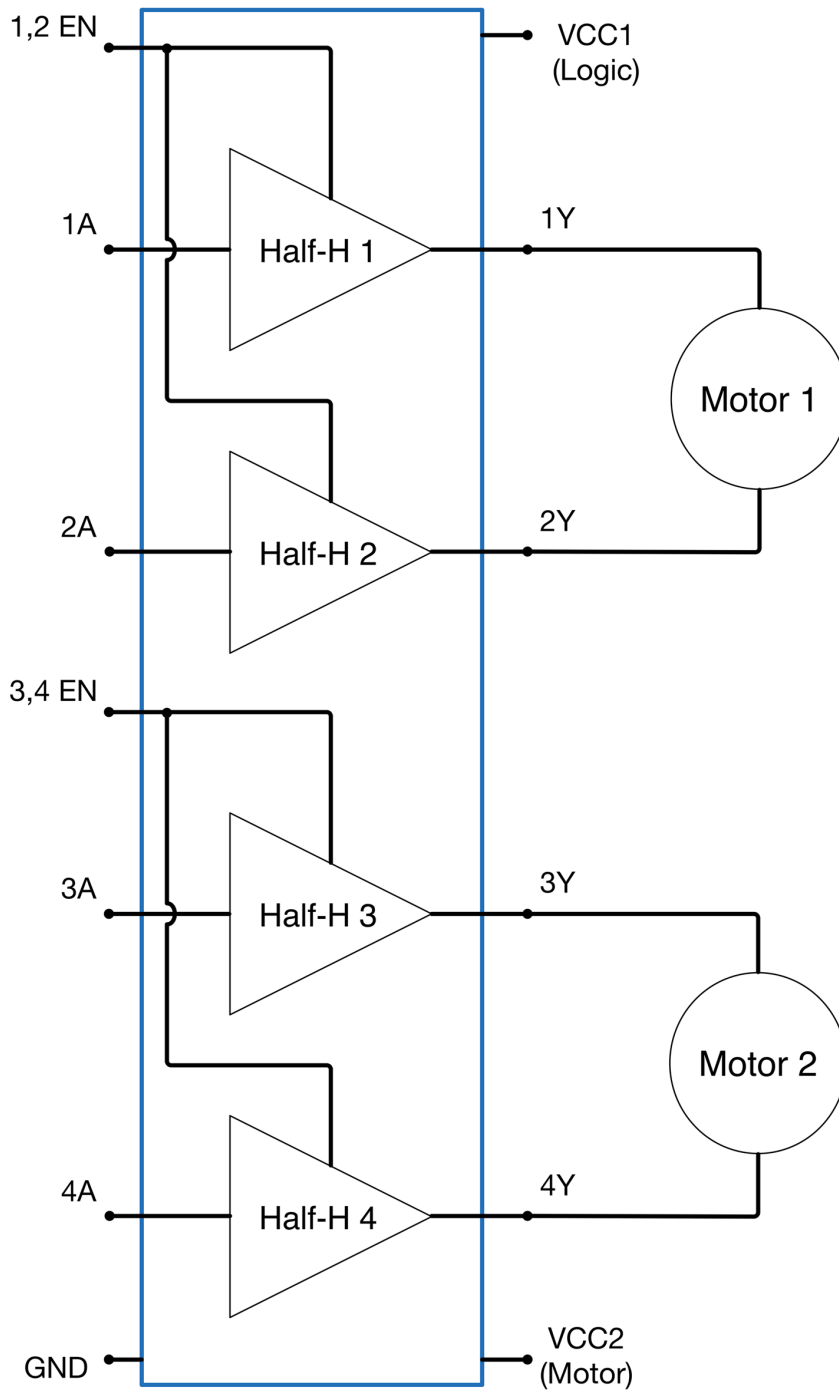 1,2 EN
VCC1
(Logic)
1A
Half-H 1
1Y
Motor 1
2A
Half-H 2
2Y
3,4 EN
3A
Half-H 3
3Y
Motor 2
4A
Half-H 4
4Y
GND
VCC2
(Motor)